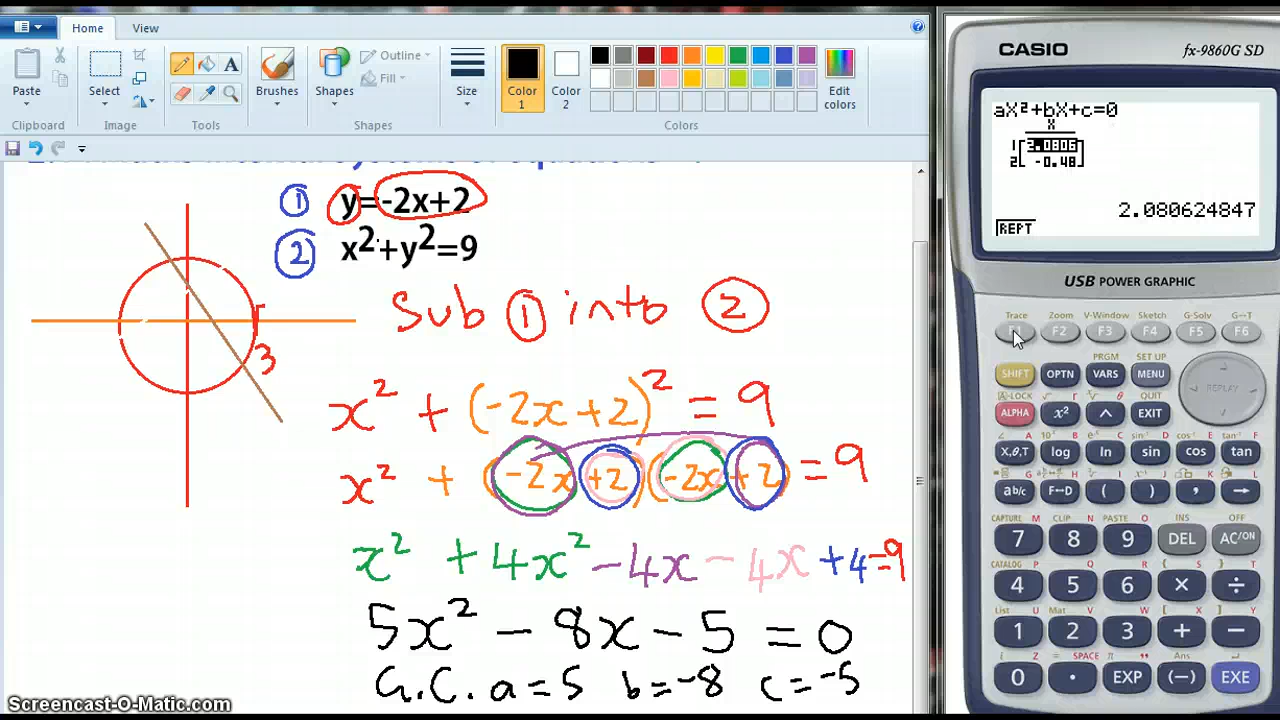 Home View
Paste
Select
Brushes
Shapes
Outline
Fill
Size
Color 1
Color 2
Edit colors
Clipboard
Image
Tools
Shapes
Colors
① y=-2x+2
② x²+y²=9
3
Sub ① into ②
x² + (-2x+2)² = 9
x² + (-2x+2)(-2x+2) = 9
x² + 4x² - 4x - 4x + 4 = 9
5x² - 8x - 5 = 0
G.C. a = 5 b = -8 c = -5
Screencast-O-Matic.com
CASIO fx-9860G SD
aX²+bX+c=0
X
1 2.0806
2 -0.48
2.080624847
REPT
USB POWER GRAPHIC
Trace Zoom V-Window Sketch G-Solv G↔T
F1 F2 F3 F4 F5 F6
PRGM SET UP
SHIFT OPTN VARS MENU
REPLAY
A-LOCK QUIT
ALPHA x² ^ EXIT
X,θ,T log ln sin cos tan
ab/c F↔D ( ) , →
CAPTURE CLIP PASTE INS OFF
7 8 9 DEL AC/ON
CATALOG
4 5 6 × ÷
List Mat
1 2 3 + −
SPACE π Ans
0 . EXP (−) EXE